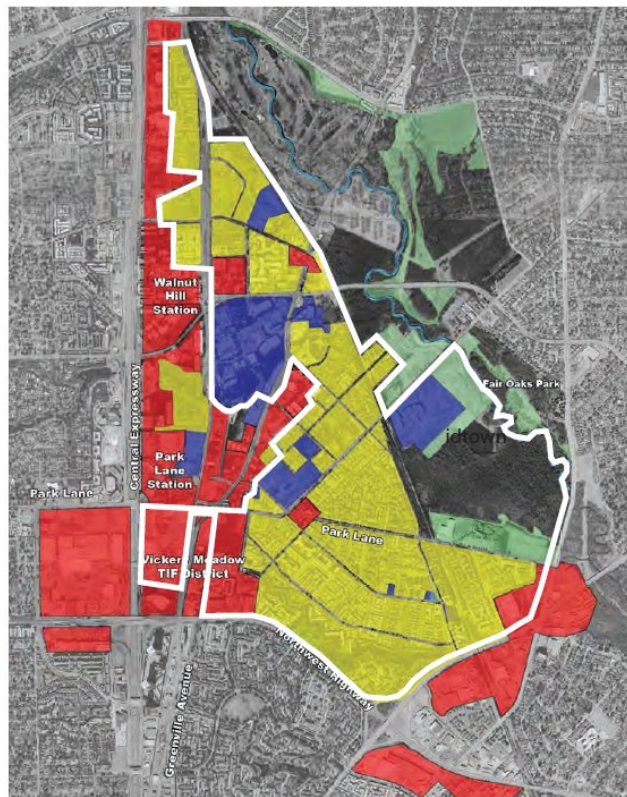 Walnut
Hill
Station
Fair Oaks Park
idtown
Central Expressway
Park
Lane
Station
Park Lane
Park Lane
Vickery Meadow
TIF District
Northwest Highway
Greenville Avenue